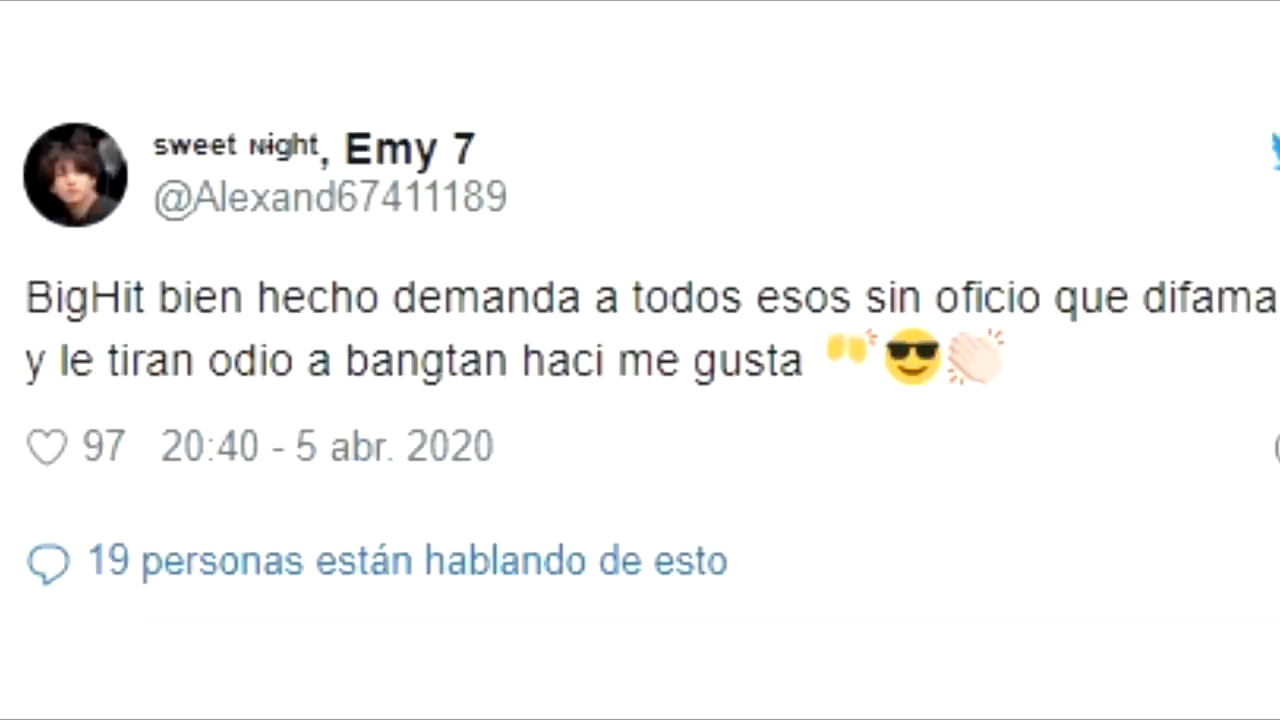 sweet night, Emy 7
@Alexand67411189
BigHit bien hecho demanda a todos esos sin oficio que difama
y le tiran odio a bangtan haci me gusta 🙌😎👏🏻
97 20:40 - 5 abr. 2020
19 personas están hablando de esto